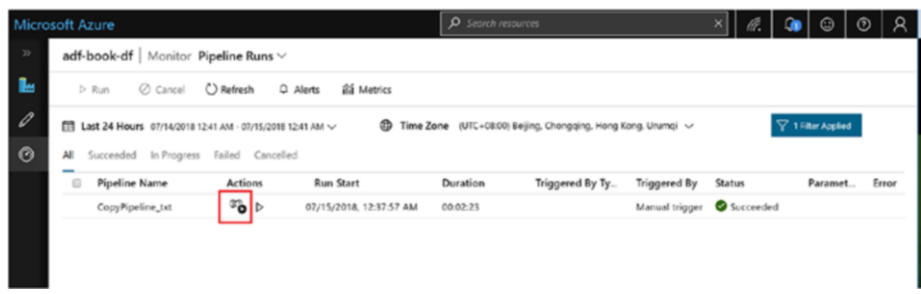 Microsoft Azure
Search resources
adf-book-df | Monitor Pipeline Runs
Run Cancel Refresh Alerts Metrics
Last 24 Hours 07/14/2018 12:41 AM - 07/15/2018 12:41 AM Time Zone (UTC+08:00) Beijing, Chongqing, Hong Kong, Urumqi 1 Filter Applied
All Succeeded In Progress Failed Cancelled
Pipeline Name Actions Run Start Duration Triggered By Ty... Triggered By Status Paramet... Error
CopyPipeline_txt 07/15/2018, 12:37:57 AM 00:02:23 Manual trigger Succeeded